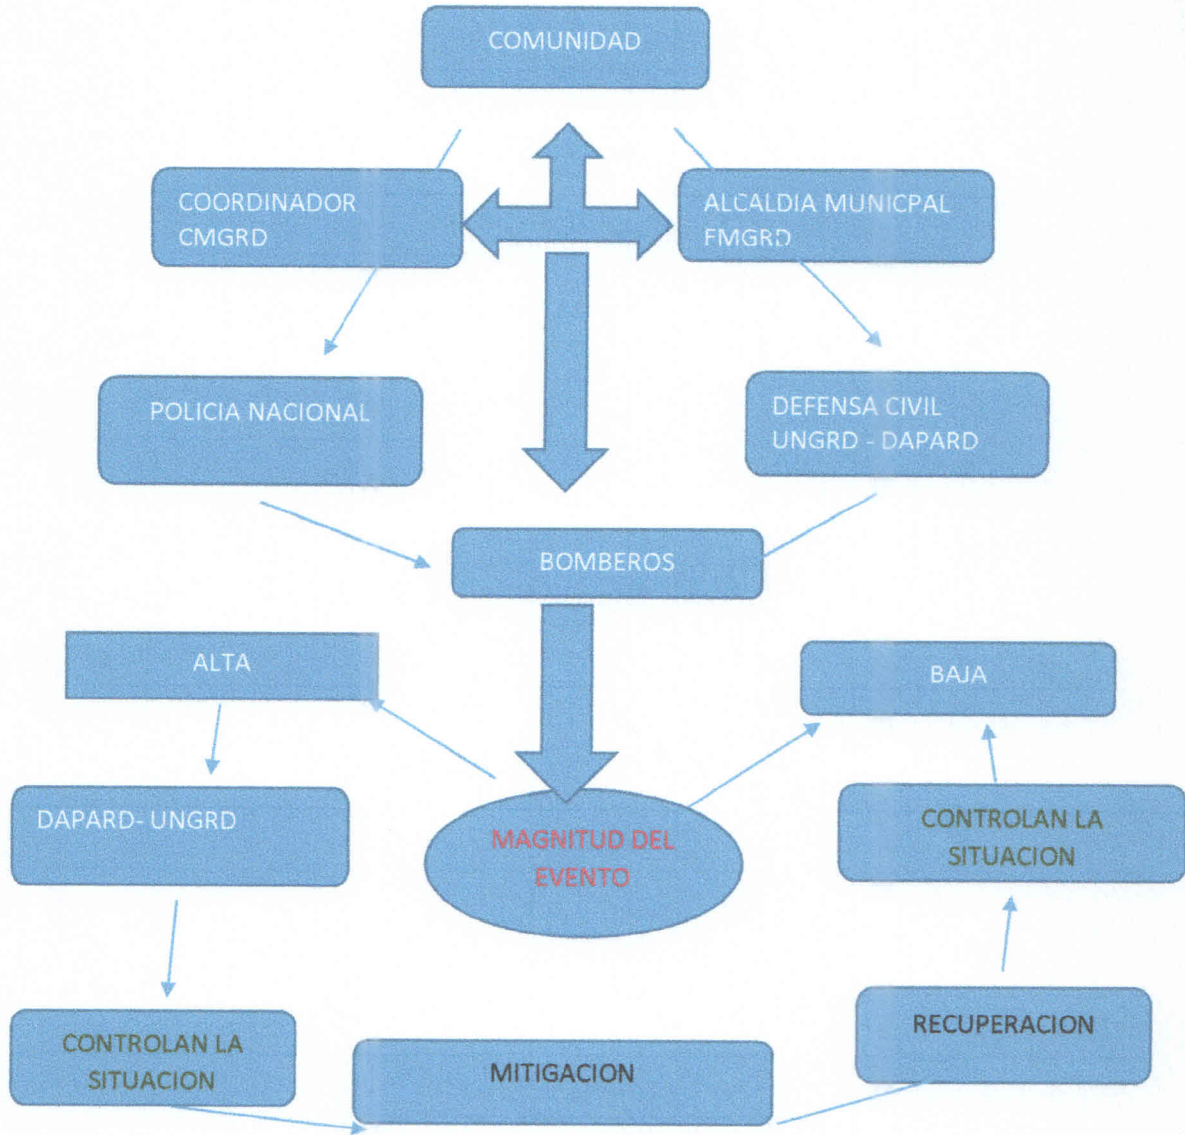 COMUNIDAD
COORDINADOR
CMGRD
ALCALDIA MUNICPAL
FMGRD
POLICIA NACIONAL
DEFENSA CIVIL
UNGRD - DAPARD
BOMBEROS
ALTA
BAJA
DAPARD- UNGRD
MAGNITUD DEL
EVENTO
CONTROLAN LA
SITUACION
CONTROLAN LA
SITUACION
MITIGACION
RECUPERACION